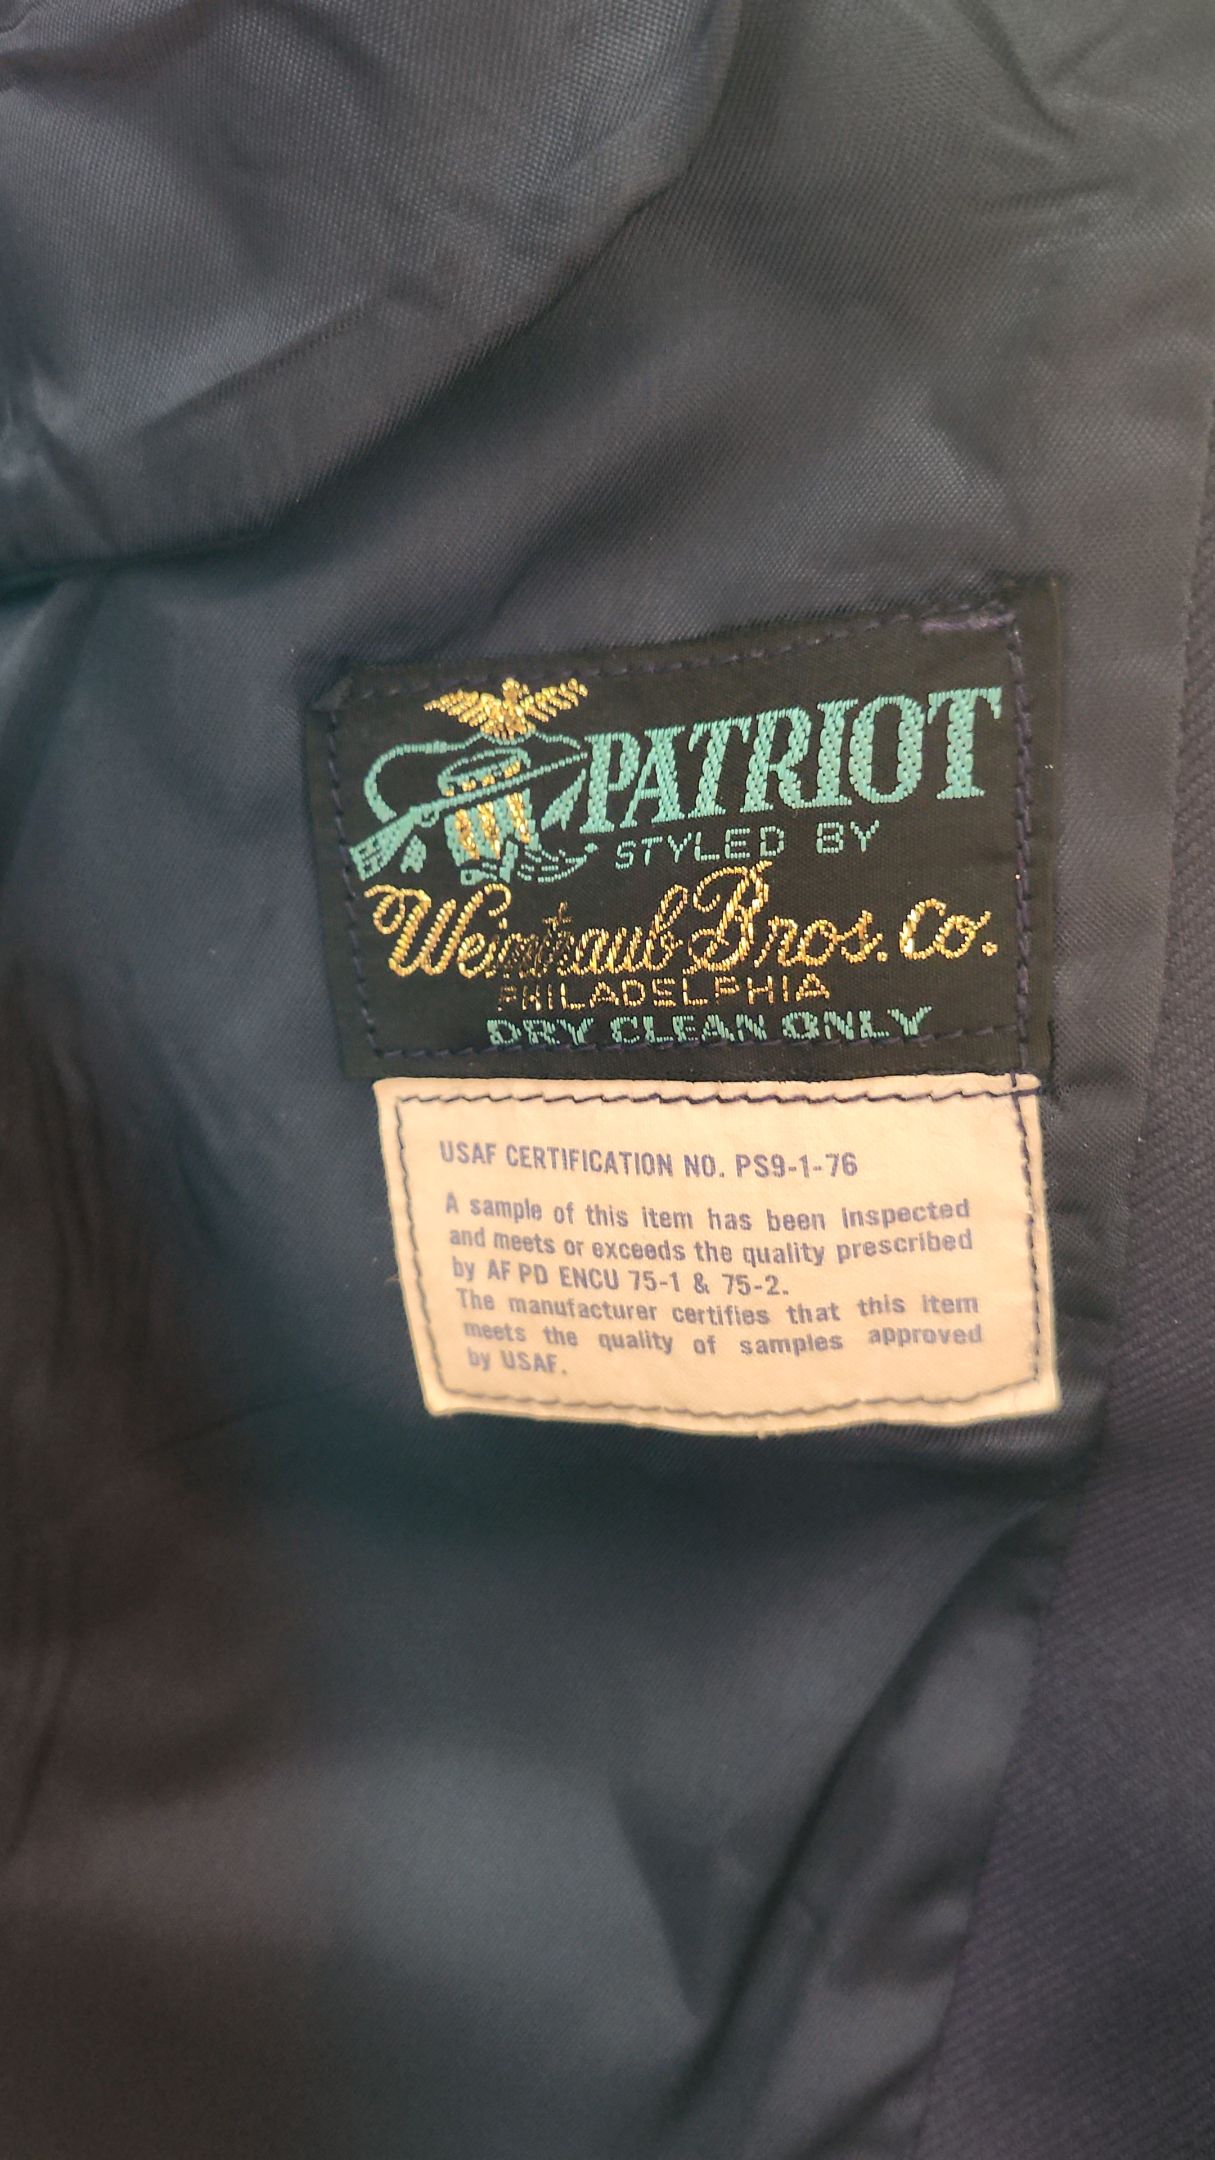 PATRIOT
STYLED BY
Weintraub Bros. Co.
PHILADELPHIA
DRY CLEAN ONLY
USAF CERTIFICATION NO. PS9-1-76
A sample of this item has been inspected
and meets or exceeds the quality prescribed
by AF PD ENCU 75-1 & 75-2.
The manufacturer certifies that this item
meets the quality of samples approved
by USAF.